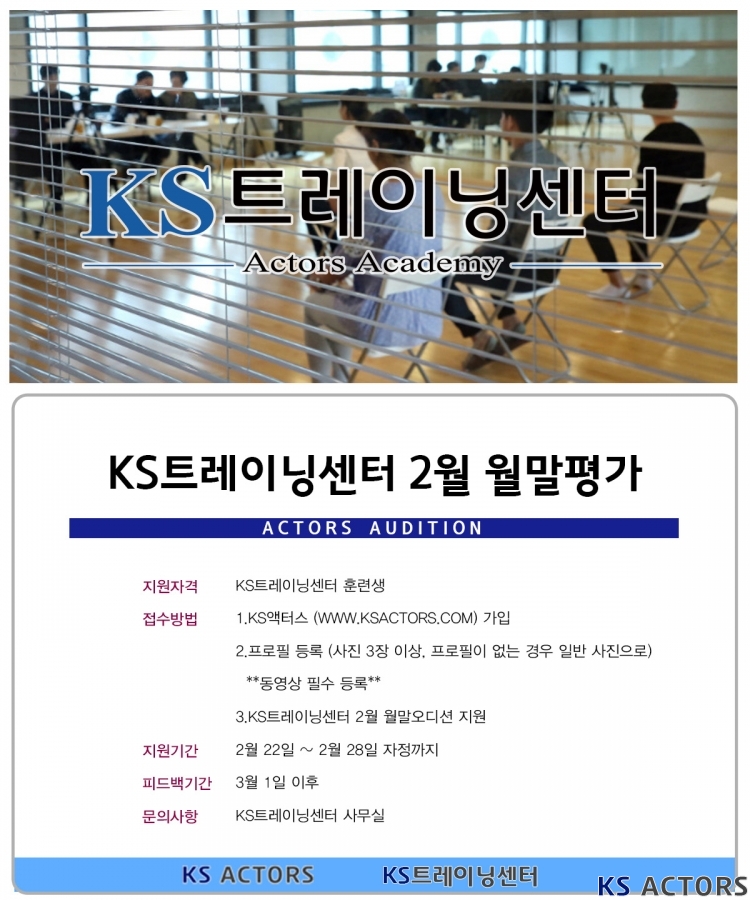 KS트레이닝센터
Actors Academy
KS트레이닝센터 2월 월말평가
ACTORS AUDITION
지원자격 KS트레이닝센터 훈련생
접수방법 1.KS액터스 (WWW.KSACTORS.COM) 가입
2.프로필 등록 (사진 3장 이상, 프로필이 없는 경우 일반 사진으로)
**동영상 필수 등록**
3.KS트레이닝센터 2월 월말오디션 지원
지원기간 2월 22일 ~ 2월 28일 자정까지
피드백기간 3월 1일 이후
문의사항 KS트레이닝센터 사무실
KS ACTORS KS트레이닝센터
KS ACTORS